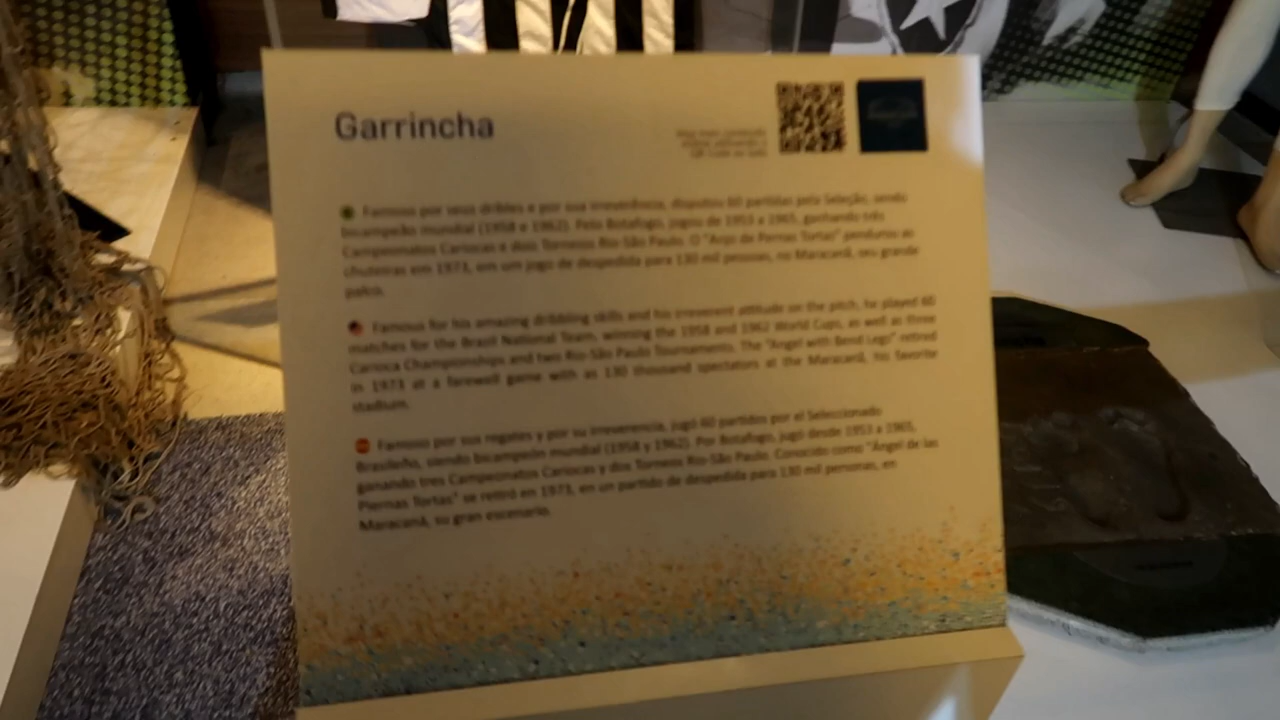 Garrincha
Famoso por seus dribles e por sua irreverência, disputou 60 partidas pela Seleção, sendo
bicampeão mundial (1958 e 1962). Pelo Botafogo, jogou de 1953 a 1965, ganhando três
Campeonatos Cariocas e dois Torneios Rio-São Paulo. O "Anjo de Pernas Tortas" pendurou as
chuteiras em 1973, em um jogo de despedida para 130 mil pessoas, no Maracanã, seu grande
palco.
Famous for his amazing dribbling skills and his irreverent attitude on the pitch, he played 60
matches for the Brazil National Team, winning the 1958 and 1962 World Cups, as well as three
Carioca Championships and two Rio-São Paulo Tournaments. The "Angel with Bend Legs" retired
in 1973 at a farewell game with as 130 thousand spectators at the Maracanã, his favorite
stadium.
Famoso por sus regates y por su irreverencia, jugó 60 partidos por el Seleccionado
Brasileño, siendo bicampeón mundial (1958 y 1962). Por Botafogo, jugó desde 1953 a 1965,
ganando tres Campeonatos Cariocas y dos Torneos Rio-São Paulo. Conocido como "Ángel de las
Piernas Tortas" se retiró en 1973, en un partido de despedida para 130 mil personas, en
Maracanã, su gran escenario.